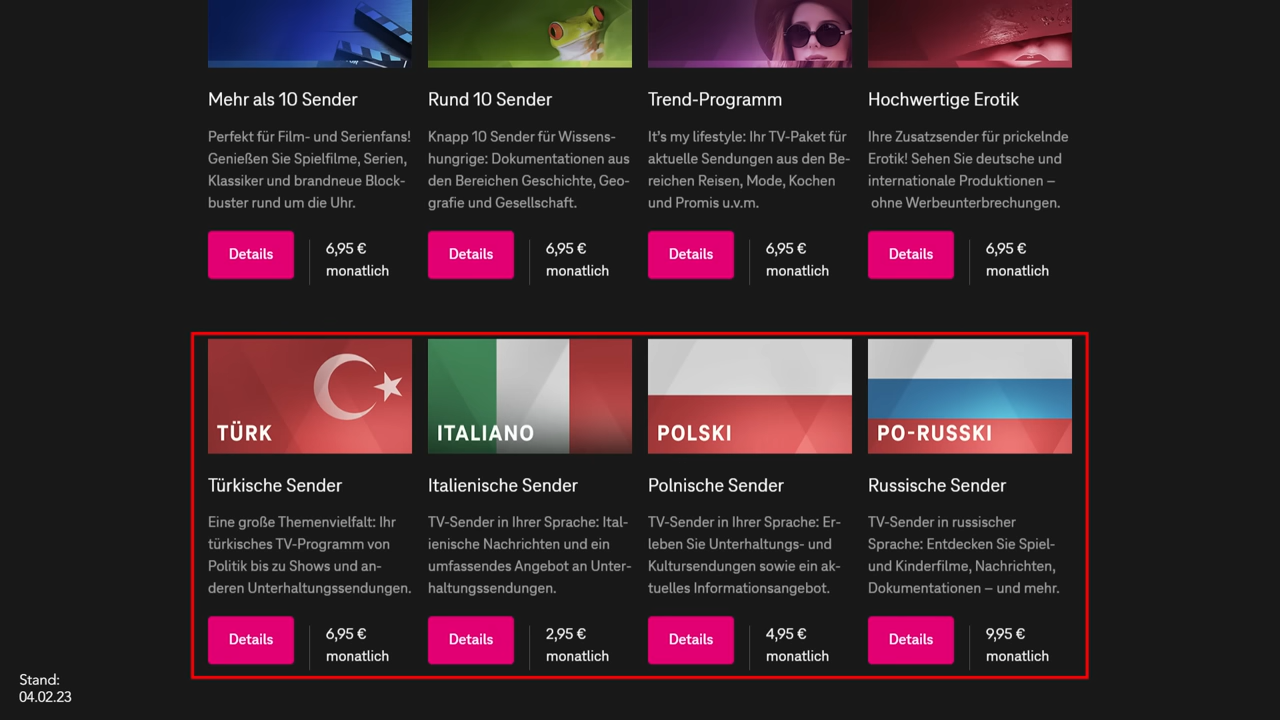 Mehr als 10 Sender
Perfekt für Film- und Serienfans!
Genießen Sie Spielfilme, Serien,
Klassiker und brandneue Block-
buster rund um die Uhr.
Details
6,95 €
monatlich
Rund 10 Sender
Knapp 10 Sender für Wissens-
hungrige: Dokumentationen aus
den Bereichen Geschichte, Geo-
grafie und Gesellschaft.
Details
6,95 €
monatlich
Trend-Programm
It's my lifestyle: Ihr TV-Paket für
aktuelle Sendungen aus den Be-
reichen Reisen, Mode, Kochen
und Promis u.v.m.
Details
6,95 €
monatlich
Hochwertige Erotik
Ihre Zusatzsender für prickelnde
Erotik! Sehen Sie deutsche und
internationale Produktionen –
ohne Werbeunterbrechungen.
Details
6,95 €
monatlich
TÜRK
Türkische Sender
Eine große Themenvielfalt: Ihr
türkisches TV-Programm von
Politik bis zu Shows und an-
deren Unterhaltungssendungen.
Details
6,95 €
monatlich
ITALIANO
Italienische Sender
TV-Sender in Ihrer Sprache: Ital-
ienische Nachrichten und ein
umfassendes Angebot an Unter-
haltungssendungen.
Details
2,95 €
monatlich
POLSKI
Polnische Sender
TV-Sender in Ihrer Sprache: Er-
leben Sie Unterhaltungs- und
Kultursendungen sowie ein ak-
tuelles Informationsangebot.
Details
4,95 €
monatlich
PO-RUSSKI
Russische Sender
TV-Sender in russischer
Sprache: Entdecken Sie Spiel-
und Kinderfilme, Nachrichten,
Dokumentationen – und mehr.
Details
9,95 €
monatlich
Stand:
04.02.23